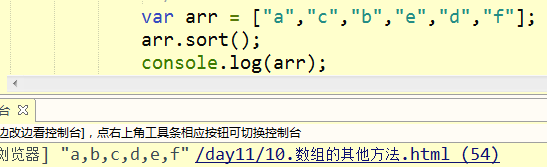 var arr = ["a","c","b","e","d","f"];
arr.sort();
console.log(arr);
台
边改边看控制台], 点右上角工具条相应按钮可切换控制台
浏览器] "a,b,c,d,e,f" /day11/10.数组的其他方法.html (54)